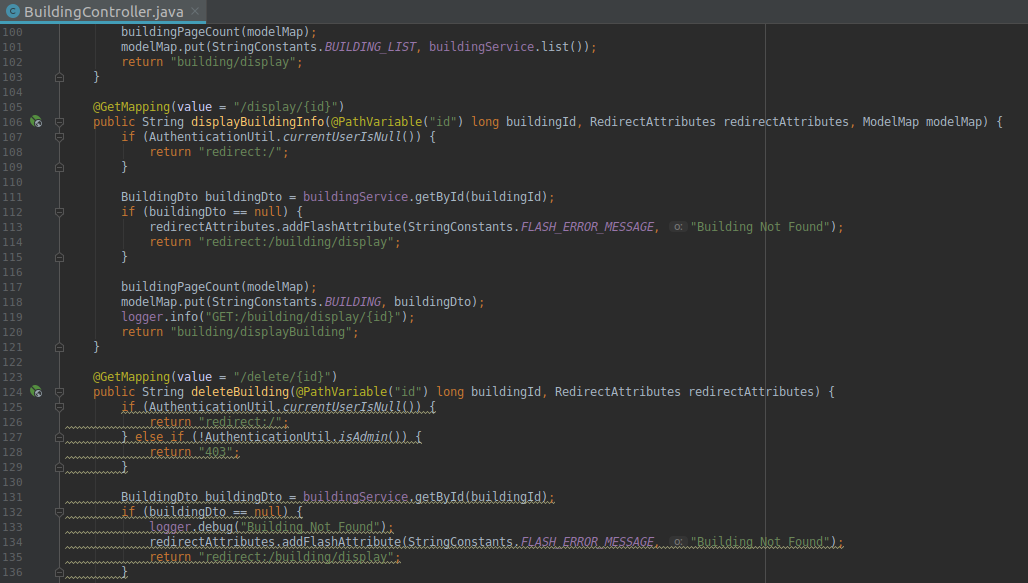 BuildingController.java
100 buildingPageCount(modelMap);
101 modelMap.put(StringConstants.BUILDING_LIST, buildingService.list());
102 return "building/display";
103 }
104
105 @GetMapping(value = "/display/{id}")
106 public String displayBuildingInfo(@PathVariable("id") long buildingId, RedirectAttributes redirectAttributes, ModelMap modelMap) {
107 if (AuthenticationUtil.currentUserIsNull()) {
108 return "redirect:/";
109 }
110
111 BuildingDto buildingDto = buildingService.getById(buildingId);
112 if (buildingDto == null) {
113 redirectAttributes.addFlashAttribute(StringConstants.FLASH_ERROR_MESSAGE, o: "Building Not Found");
114 return "redirect:/building/display";
115 }
116
117 buildingPageCount(modelMap);
118 modelMap.put(StringConstants.BUILDING, buildingDto);
119 logger.info("GET:/building/display/{id}");
120 return "building/displayBuilding";
121 }
122
123 @GetMapping(value = "/delete/{id}")
124 public String deleteBuilding(@PathVariable("id") long buildingId, RedirectAttributes redirectAttributes) {
125 if (AuthenticationUtil.currentUserIsNull()) {
126 return "redirect:/";
127 } else if (!AuthenticationUtil.isAdmin()) {
128 return "403";
129 }
130
131 BuildingDto buildingDto = buildingService.getById(buildingId);
132 if (buildingDto == null) {
133 logger.debug("Building Not Found");
134 redirectAttributes.addFlashAttribute(StringConstants.FLASH_ERROR_MESSAGE, o: "Building Not Found");
135 return "redirect:/building/display";
136 }